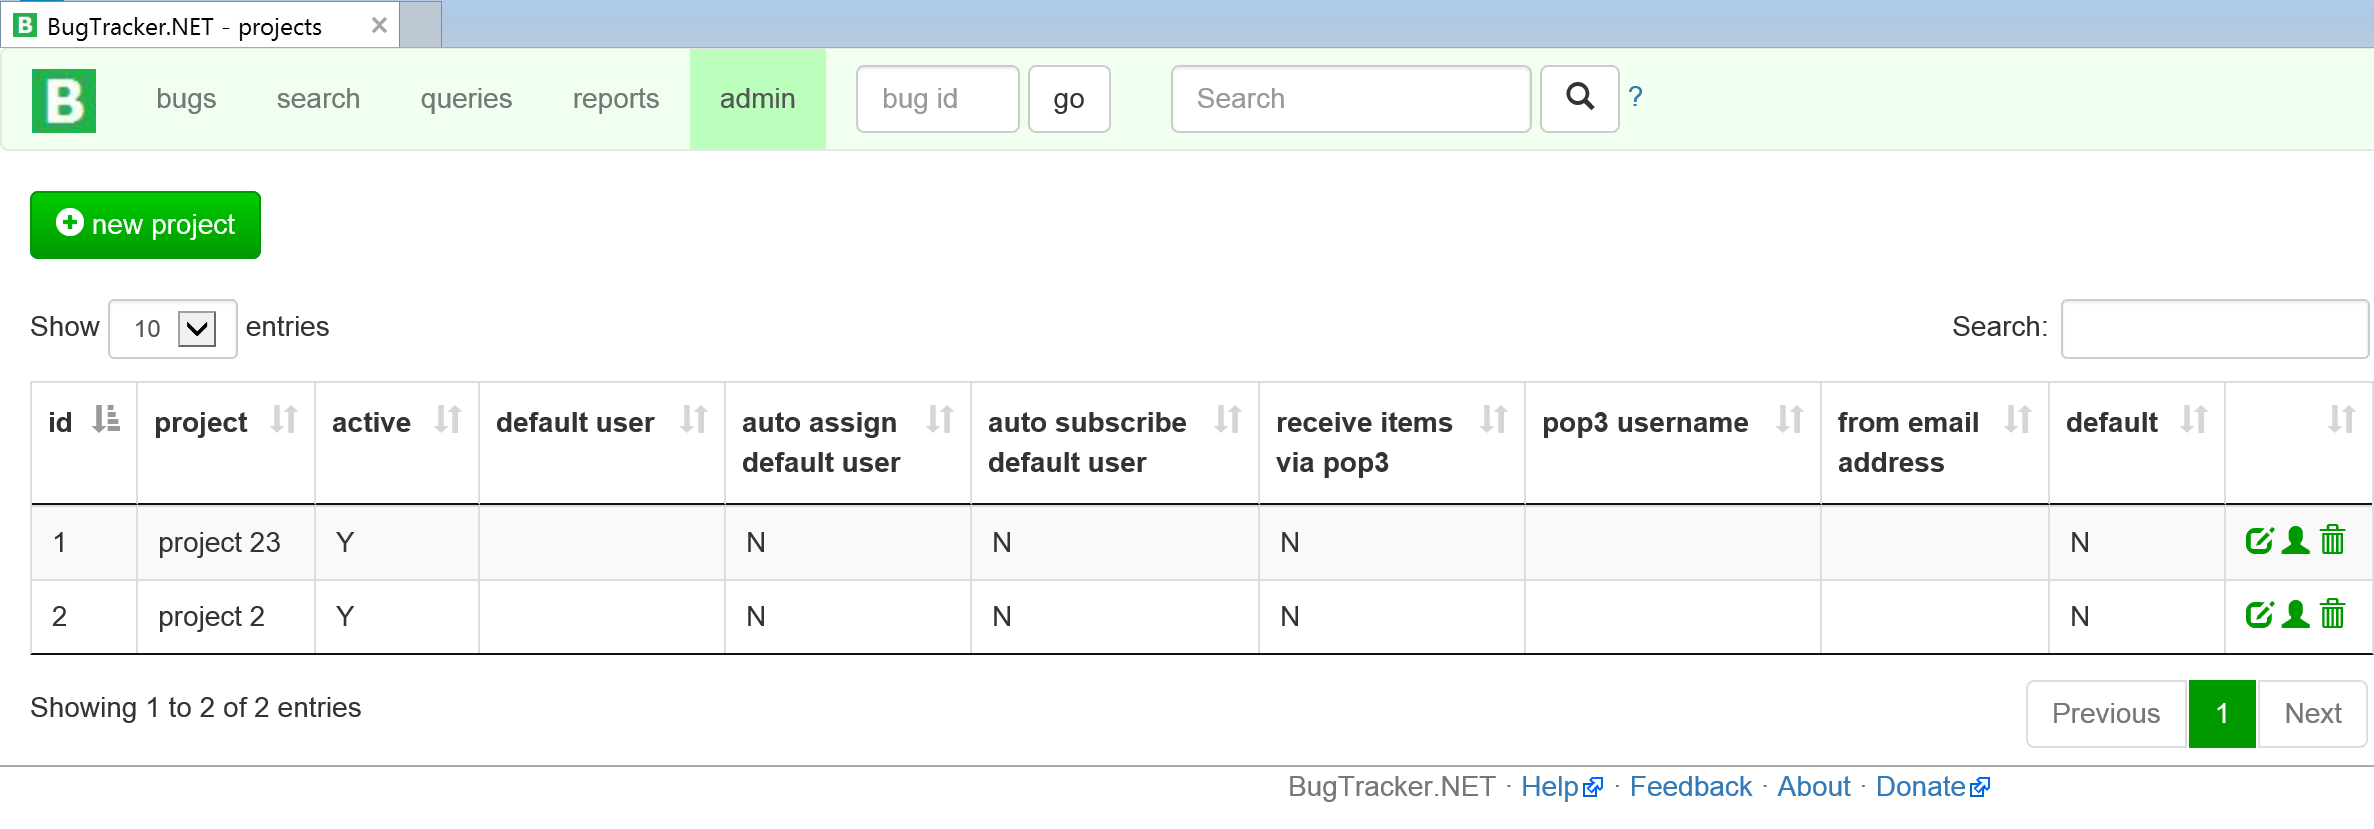 BugTracker.NET - projects
B bugs search queries reports admin bug id go Search ?
new project
Show 10 entries Search:
id project active default user auto assign default user auto subscribe default user receive items via pop3 pop3 username from email address default
1 project 23 Y N N N N
2 project 2 Y N N N N
Showing 1 to 2 of 2 entries Previous 1 Next
BugTracker.NET · Help · Feedback · About · Donate